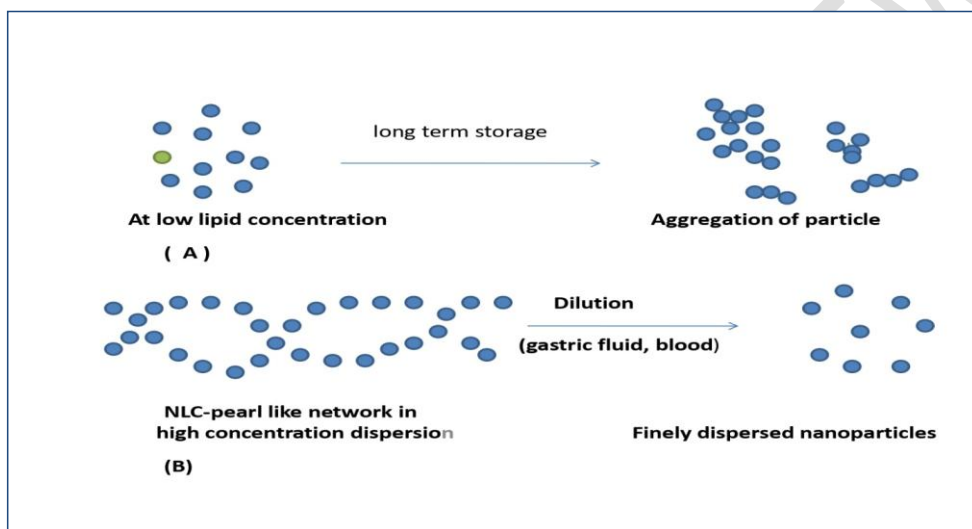 long term storage
At low lipid concentration
Aggregation of particle
( A )
Dilution
(gastric fluid, blood)
NLC-pearl like network in
high concentration dispersion
Finely dispersed nanoparticles
(B)